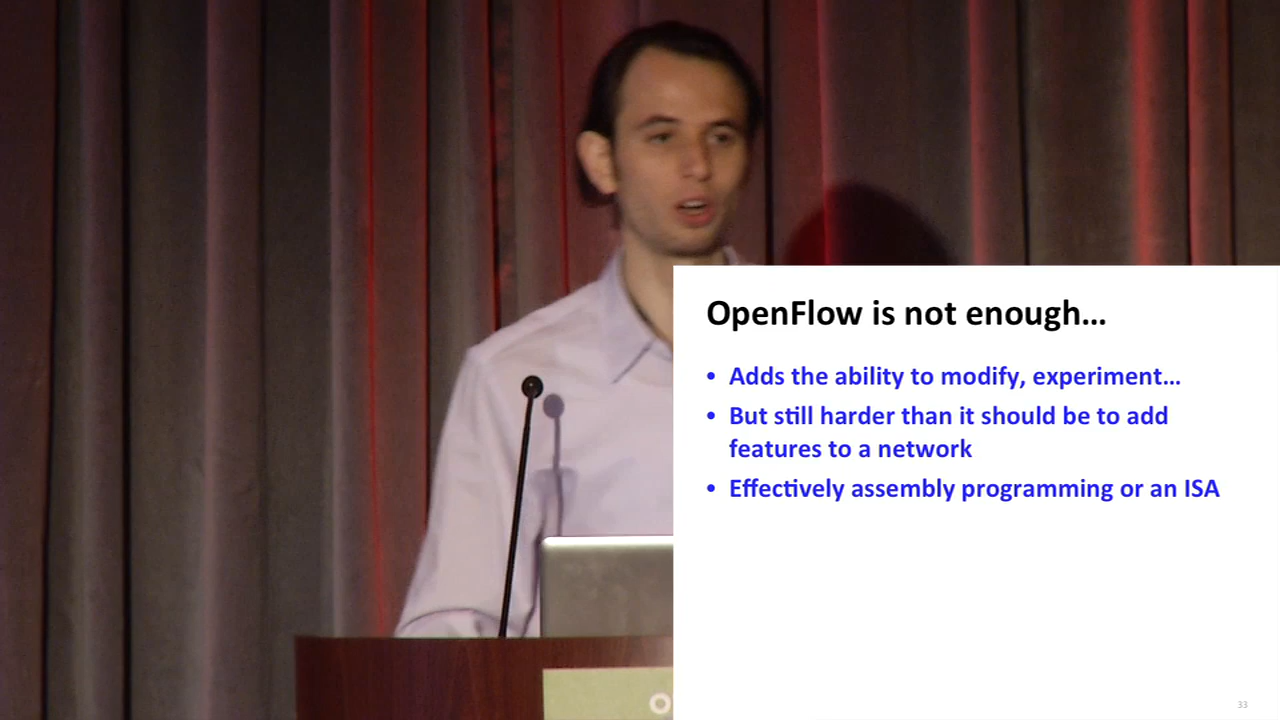 OpenFlow is not enough…
• Adds the ability to modify, experiment…
• But still harder than it should be to add
features to a network
• Effectively assembly programming or an ISA
33